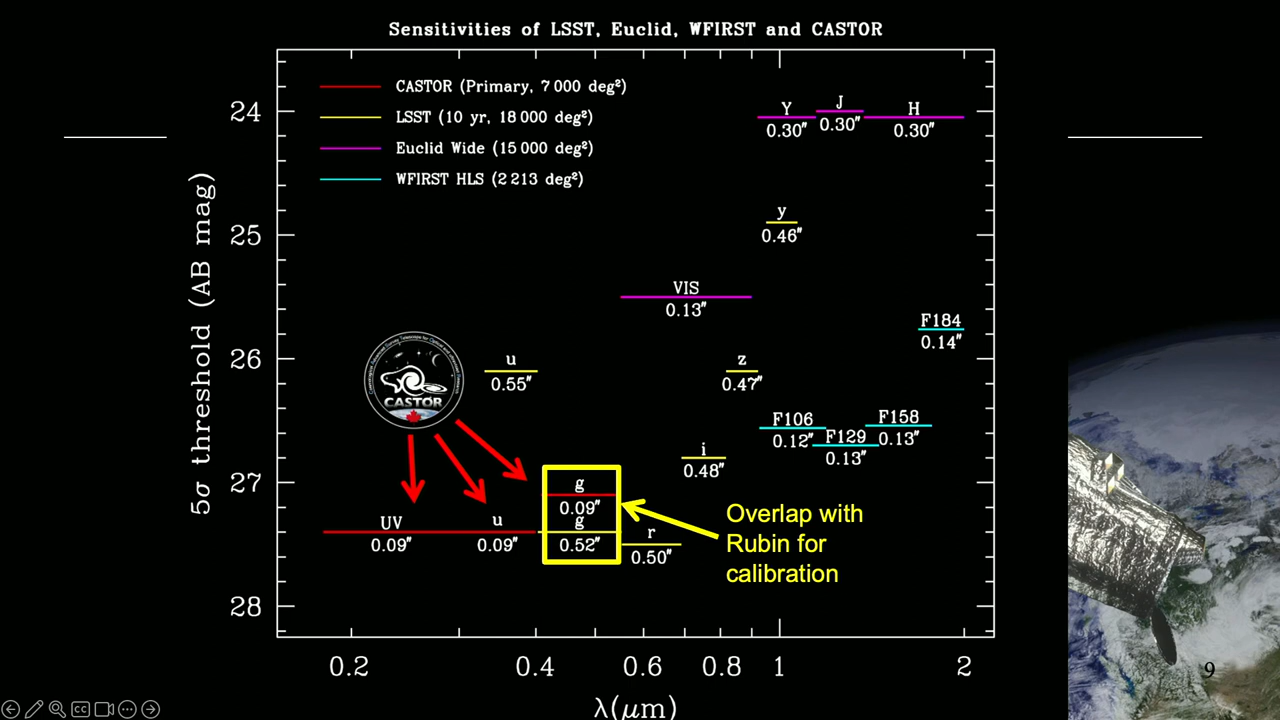 Sensitivities of LSST, Euclid, WFIRST and CASTOR
CASTOR (Primary, 7 000 deg²)
LSST (10 yr, 18 000 deg²)
Euclid Wide (15 000 deg²)
WFIRST HLS (2 213 deg²)
5σ threshold (AB mag)
24
25
26
27
28
Y
0.30"
J
0.30"
H
0.30"
y
0.46"
VIS
0.13"
F184
0.14"
u
0.55"
z
0.47"
F106
0.12"
F129
0.13"
F158
0.13"
i
0.48"
CASTOR
g
0.09"
g
0.52"
UV
0.09"
u
0.09"
r
0.50"
Overlap with
Rubin for
calibration
0.2
0.4
0.6
0.8
1
2
λ(μm)
9
CC